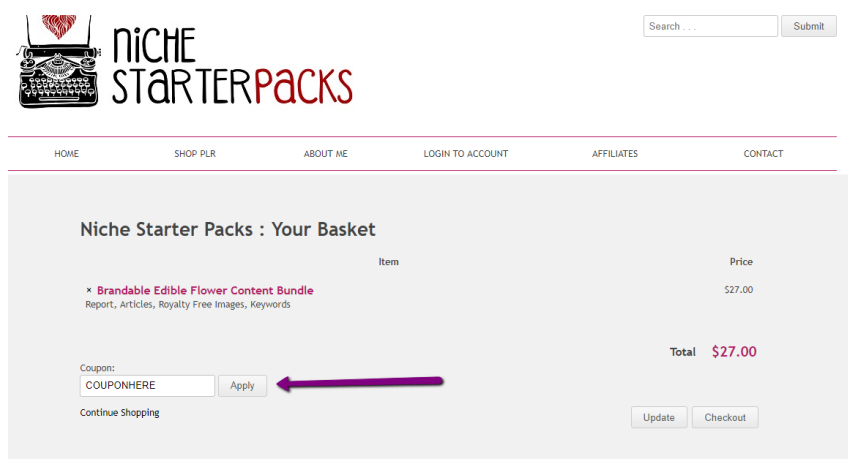 NICHE
STARTERPACKS
Search . . .
Submit
HOME
SHOP PLR
ABOUT ME
LOGIN TO ACCOUNT
AFFILIATES
CONTACT
Niche Starter Packs : Your Basket
Item
Price
× Brandable Edible Flower Content Bundle
$27.00
Report, Articles, Royalty Free Images, Keywords
Total $27.00
Coupon:
COUPONHERE
Apply
Continue Shopping
Update
Checkout